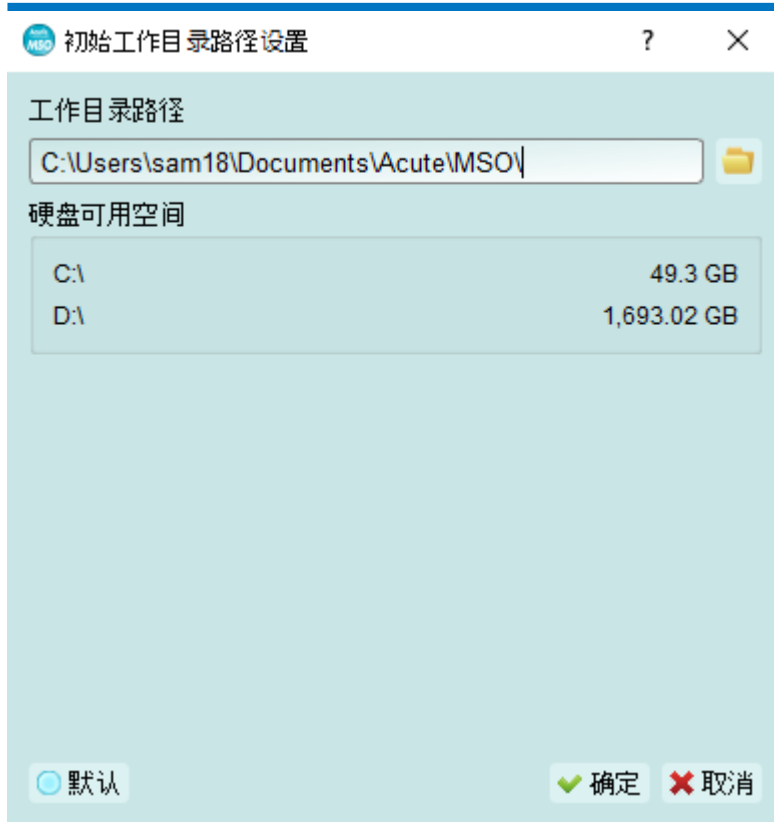 Acute MSO 初始工作目录路径设置 ? ×
工作目录路径
C:\Users\sam18\Documents\Acute\MSO\
硬盘可用空间
C:\ 49.3 GB
D:\ 1,693.02 GB
默认 确定 取消